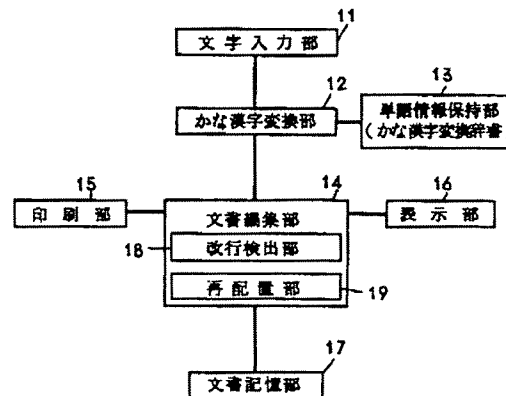 11
文字入力部
12
13
かな漢字変換部
単語情報保持部
(かな漢字変換辞書
15
14
16
印刷部
文書編集部
表示部
18
改行検出部
再配置部
19
17
文書記憶部